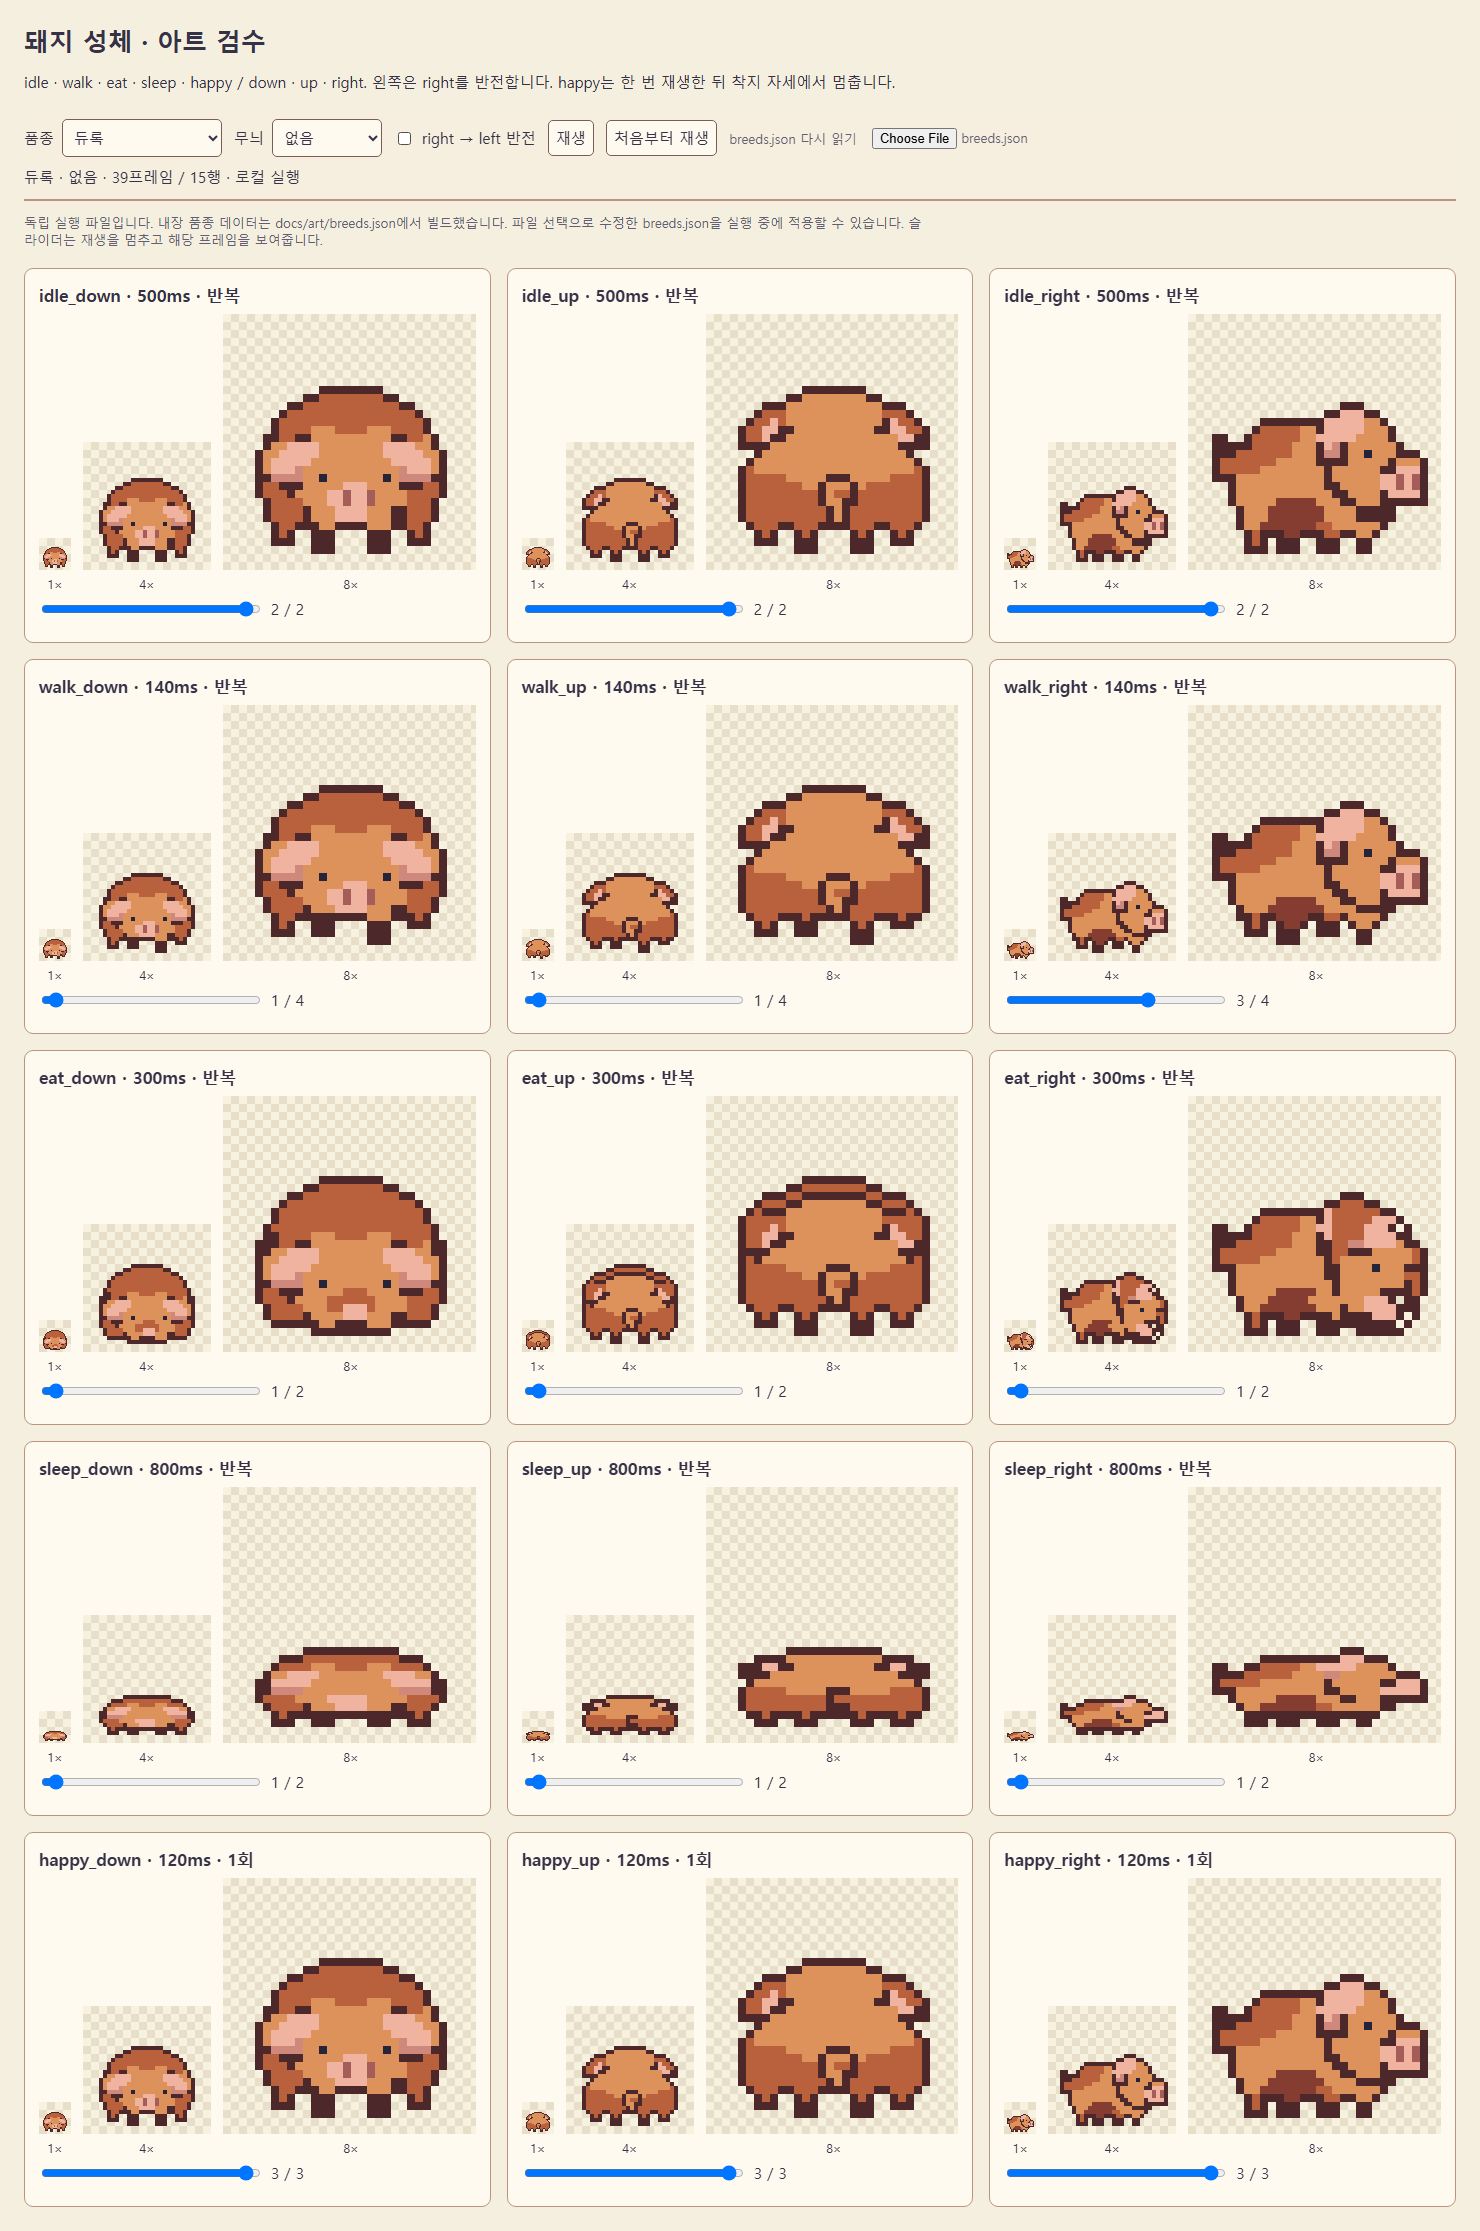 돼지 성체 · 아트 검수
idle · walk · eat · sleep · happy / down · up · right. 왼쪽은 right를 반전합니다. happy는 한 번 재생한 뒤 착지 자세에서 멈춥니다.
품종 듀록 무늬 없음 right → left 반전 재생 처음부터 재생 breeds.json 다시 읽기 Choose File breeds.json
듀록 · 없음 · 39프레임 / 15행 · 로컬 실행
독립 실행 파일입니다. 내장 품종 데이터는 docs/art/breeds.json에서 빌드했습니다. 파일 선택으로 수정한 breeds.json을 실행 중에 적용할 수 있습니다. 슬
라이더는 재생을 멈추고 해당 프레임을 보여줍니다.
idle_down · 500ms · 반복
1× 4× 8×
2 / 2
idle_up · 500ms · 반복
1× 4× 8×
2 / 2
idle_right · 500ms · 반복
1× 4× 8×
2 / 2
walk_down · 140ms · 반복
1× 4× 8×
1 / 4
walk_up · 140ms · 반복
1× 4× 8×
1 / 4
walk_right · 140ms · 반복
1× 4× 8×
3 / 4
eat_down · 300ms · 반복
1× 4× 8×
1 / 2
eat_up · 300ms · 반복
1× 4× 8×
1 / 2
eat_right · 300ms · 반복
1× 4× 8×
1 / 2
sleep_down · 800ms · 반복
1× 4× 8×
1 / 2
sleep_up · 800ms · 반복
1× 4× 8×
1 / 2
sleep_right · 800ms · 반복
1× 4× 8×
1 / 2
happy_down · 120ms · 1회
1× 4× 8×
3 / 3
happy_up · 120ms · 1회
1× 4× 8×
3 / 3
happy_right · 120ms · 1회
1× 4× 8×
3 / 3